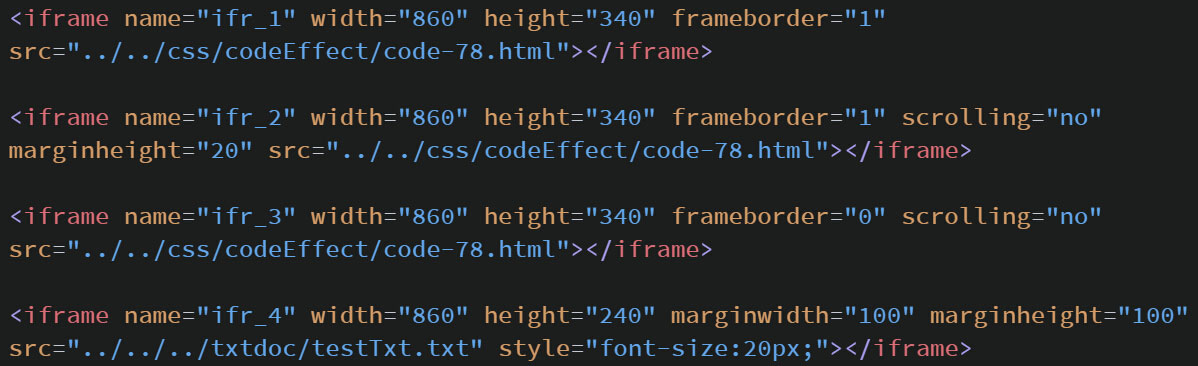 <iframe name="ifr_1" width="860" height="340" frameborder="1"
src="../../css/codeEffect/code-78.html"></iframe>
<iframe name="ifr_2" width="860" height="340" frameborder="1" scrolling="no"
marginheight="20" src="../../css/codeEffect/code-78.html"></iframe>
<iframe name="ifr_3" width="860" height="340" frameborder="0" scrolling="no"
src="../../css/codeEffect/code-78.html"></iframe>
<iframe name="ifr_4" width="860" height="240" marginwidth="100" marginheight="100"
src="../../../txtdoc/testTxt.txt" style="font-size:20px;"></iframe>